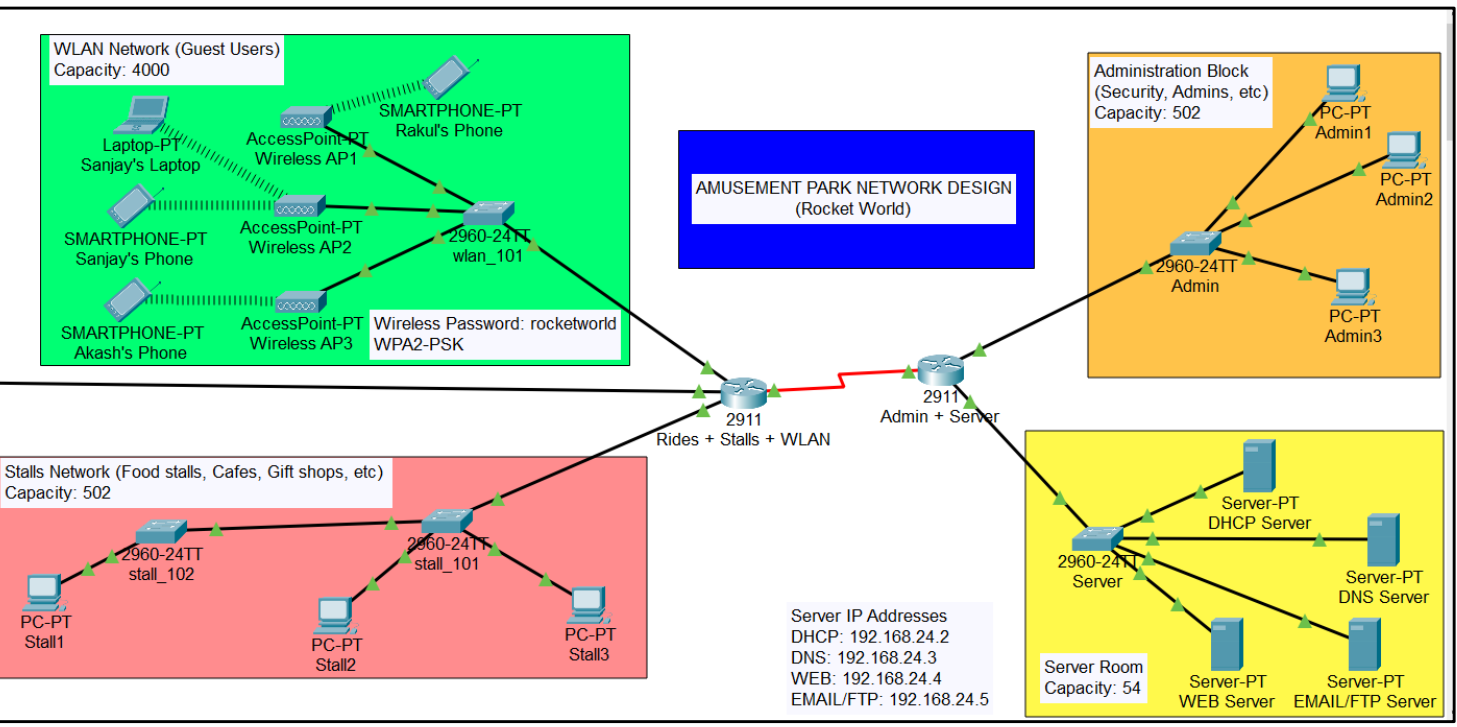 WLAN Network (Guest Users)
Capacity: 4000
SMARTPHONE-PT
Rakul's Phone
AccessPoint-PT
Wireless AP1
Laptop-PT
Sanjay's Laptop
AccessPoint-PT
Wireless AP2
SMARTPHONE-PT
Sanjay's Phone
2960-24TT
wlan_101
AccessPoint-PT
Wireless AP3
SMARTPHONE-PT
Akash's Phone
Wireless Password: rocketworld
WPA2-PSK
AMUSEMENT PARK NETWORK DESIGN
(Rocket World)
Administration Block
(Security, Admins, etc)
Capacity: 502
PC-PT
Admin1
PC-PT
Admin2
2960-24TT
Admin
PC-PT
Admin3
2911
Rides + Stalls + WLAN
2911
Admin + Server
Stalls Network (Food stalls, Cafes, Gift shops, etc)
Capacity: 502
2960-24TT
stall_102
2960-24TT
stall_101
PC-PT
Stall1
PC-PT
Stall2
PC-PT
Stall3
Server IP Addresses
DHCP: 192.168.24.2
DNS: 192.168.24.3
WEB: 192.168.24.4
EMAIL/FTP: 192.168.24.5
Server-PT
DHCP Server
2960-24TT
Server
Server-PT
DNS Server
Server Room
Capacity: 54
Server-PT
WEB Server
Server-PT
EMAIL/FTP Server